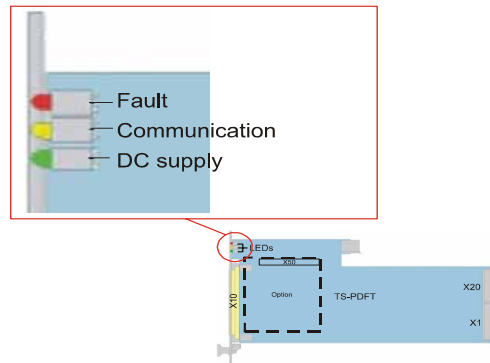 Fault
Communication
DC supply
LEDs
X50
X10
Option
TS-PDFT
X20
X1